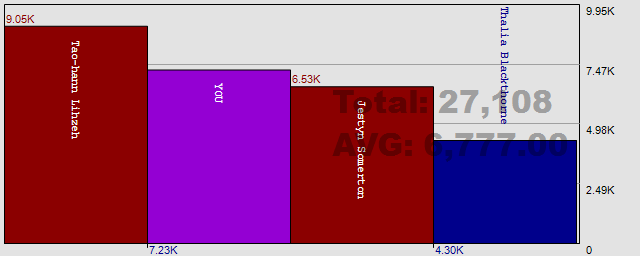 9.05K
Tao-hann Lihzeh
YOU
6.53K
Jestyn Somerton
Thalia Blackthorne
Total: 27,108
AVG: 6,777.00
9.95K
7.47K
4.98K
2.49K
0
7.23K
4.30K